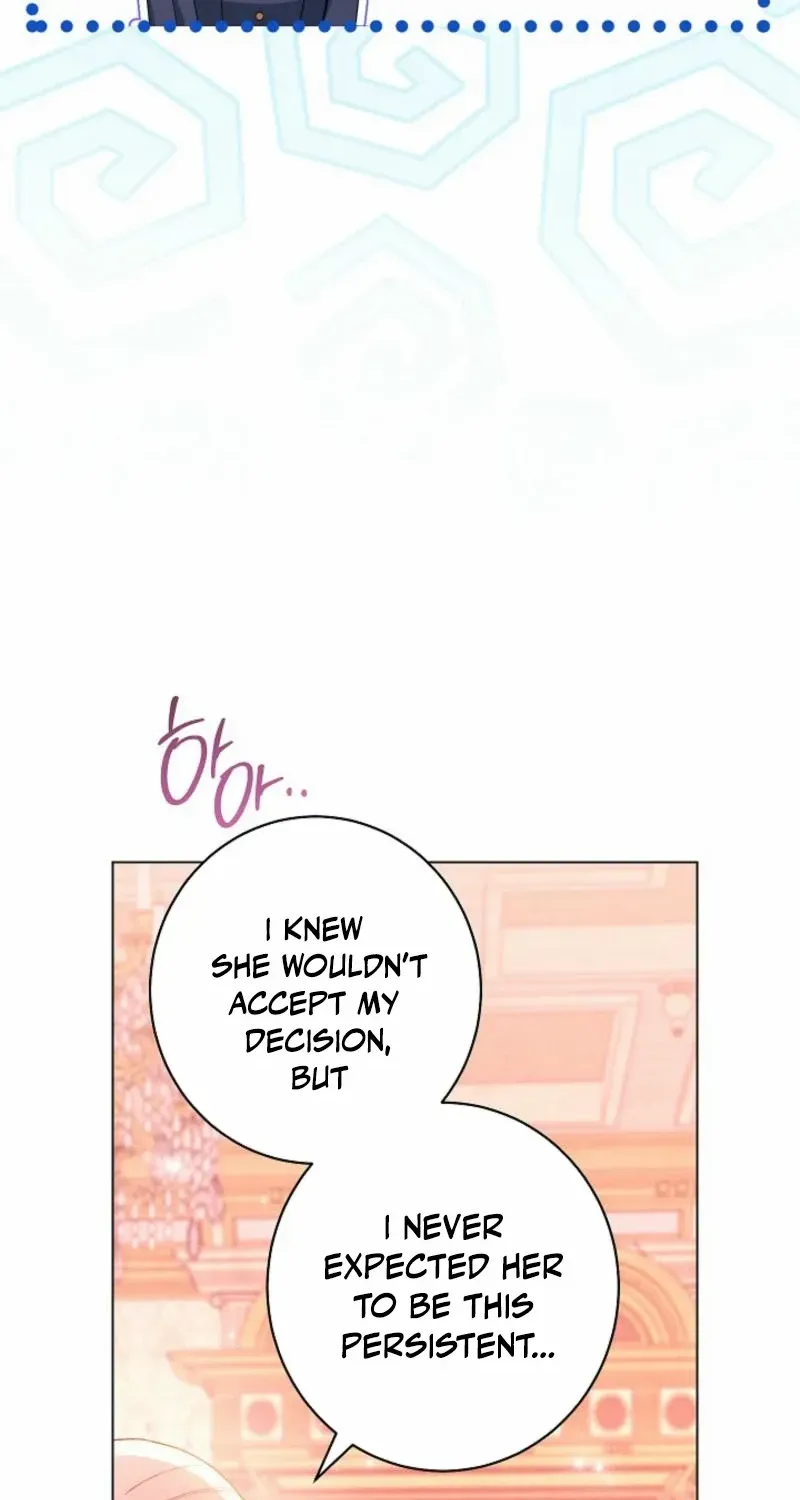 하아..
I KNEW
SHE WOULDN'T
ACCEPT MY
DECISION,
BUT
I NEVER
EXPECTED HER
TO BE THIS
PERSISTENT...